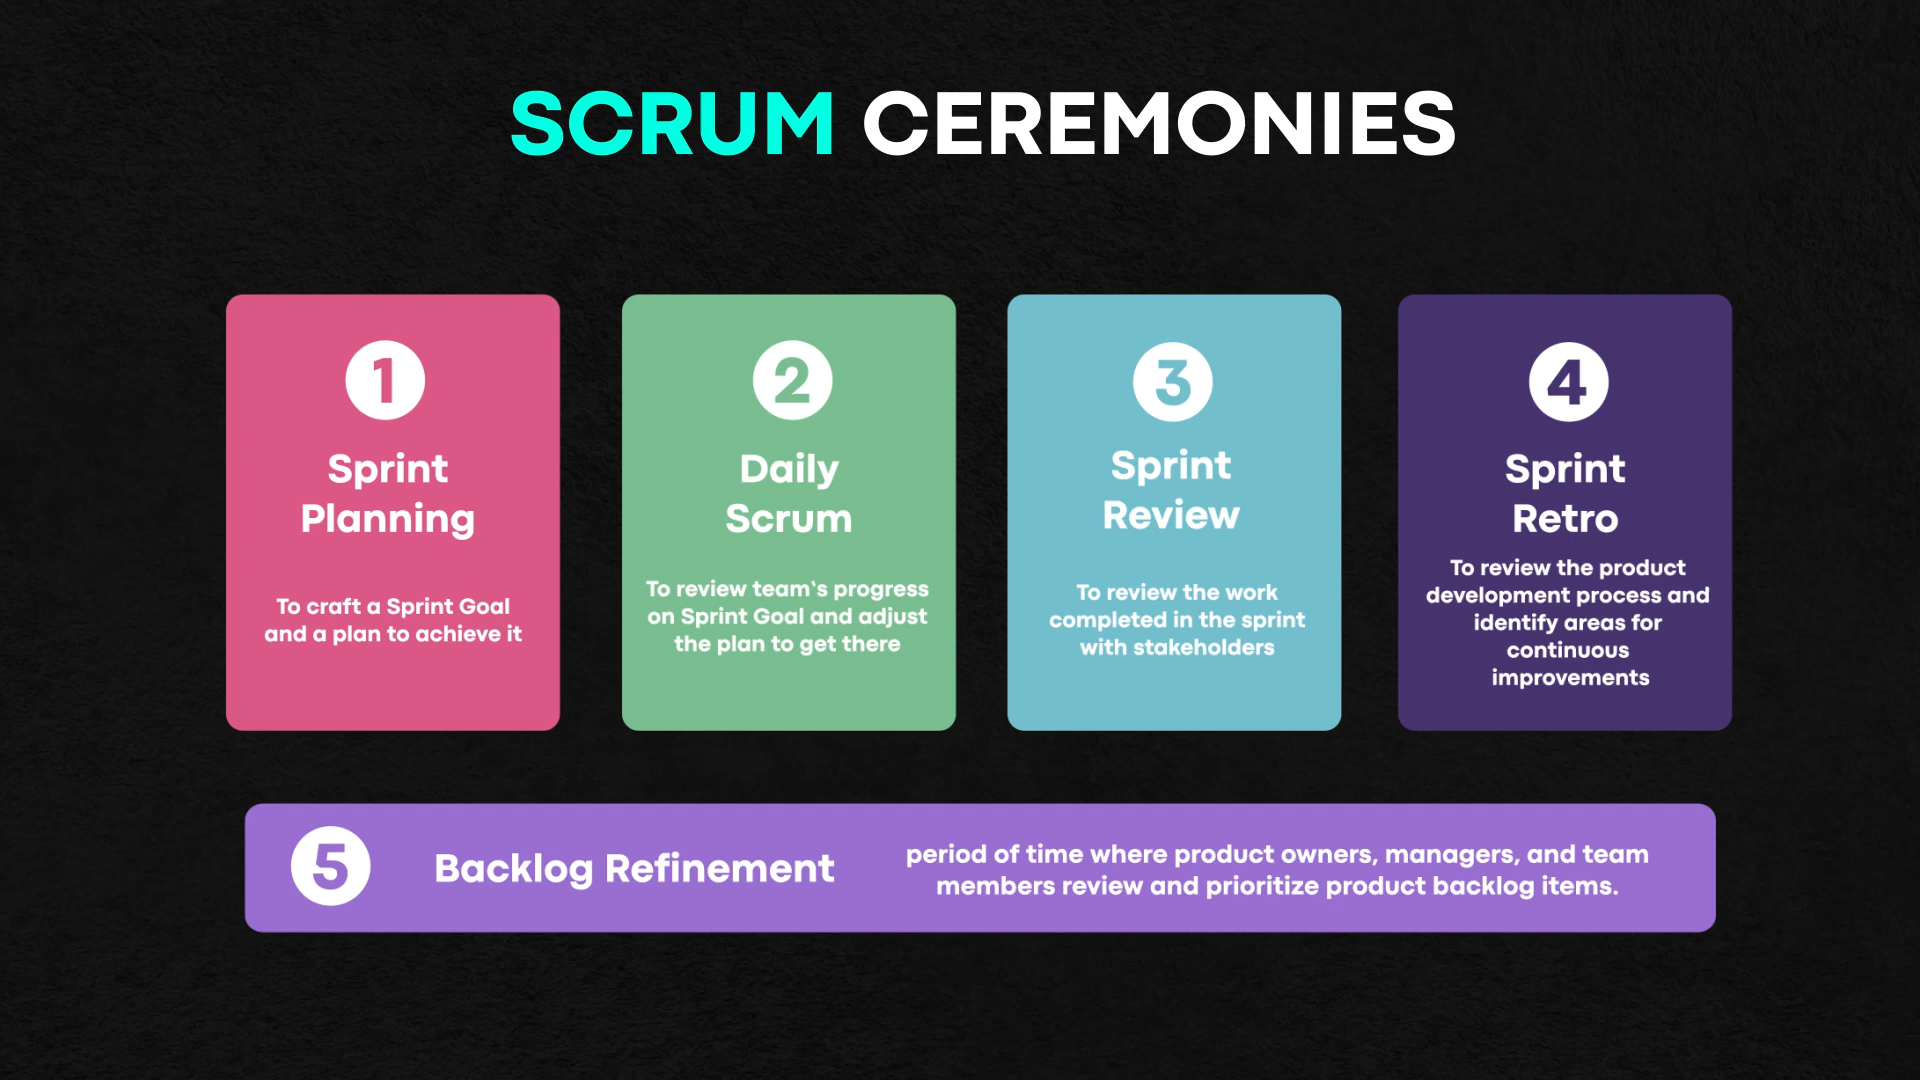 SCRUM CEREMONIES
1
Sprint
Planning
To craft a Sprint Goal
and a plan to achieve it
2
Daily
Scrum
To review team`s progress
on Sprint Goal and adjust
the plan to get there
3
Sprint
Review
To review the work
completed in the sprint
with stakeholders
4
Sprint
Retro
To review the product
development process and
identify areas for
continuous
improvements
5
Backlog Refinement
period of time where product owners, managers, and team
members review and prioritize product backlog items.